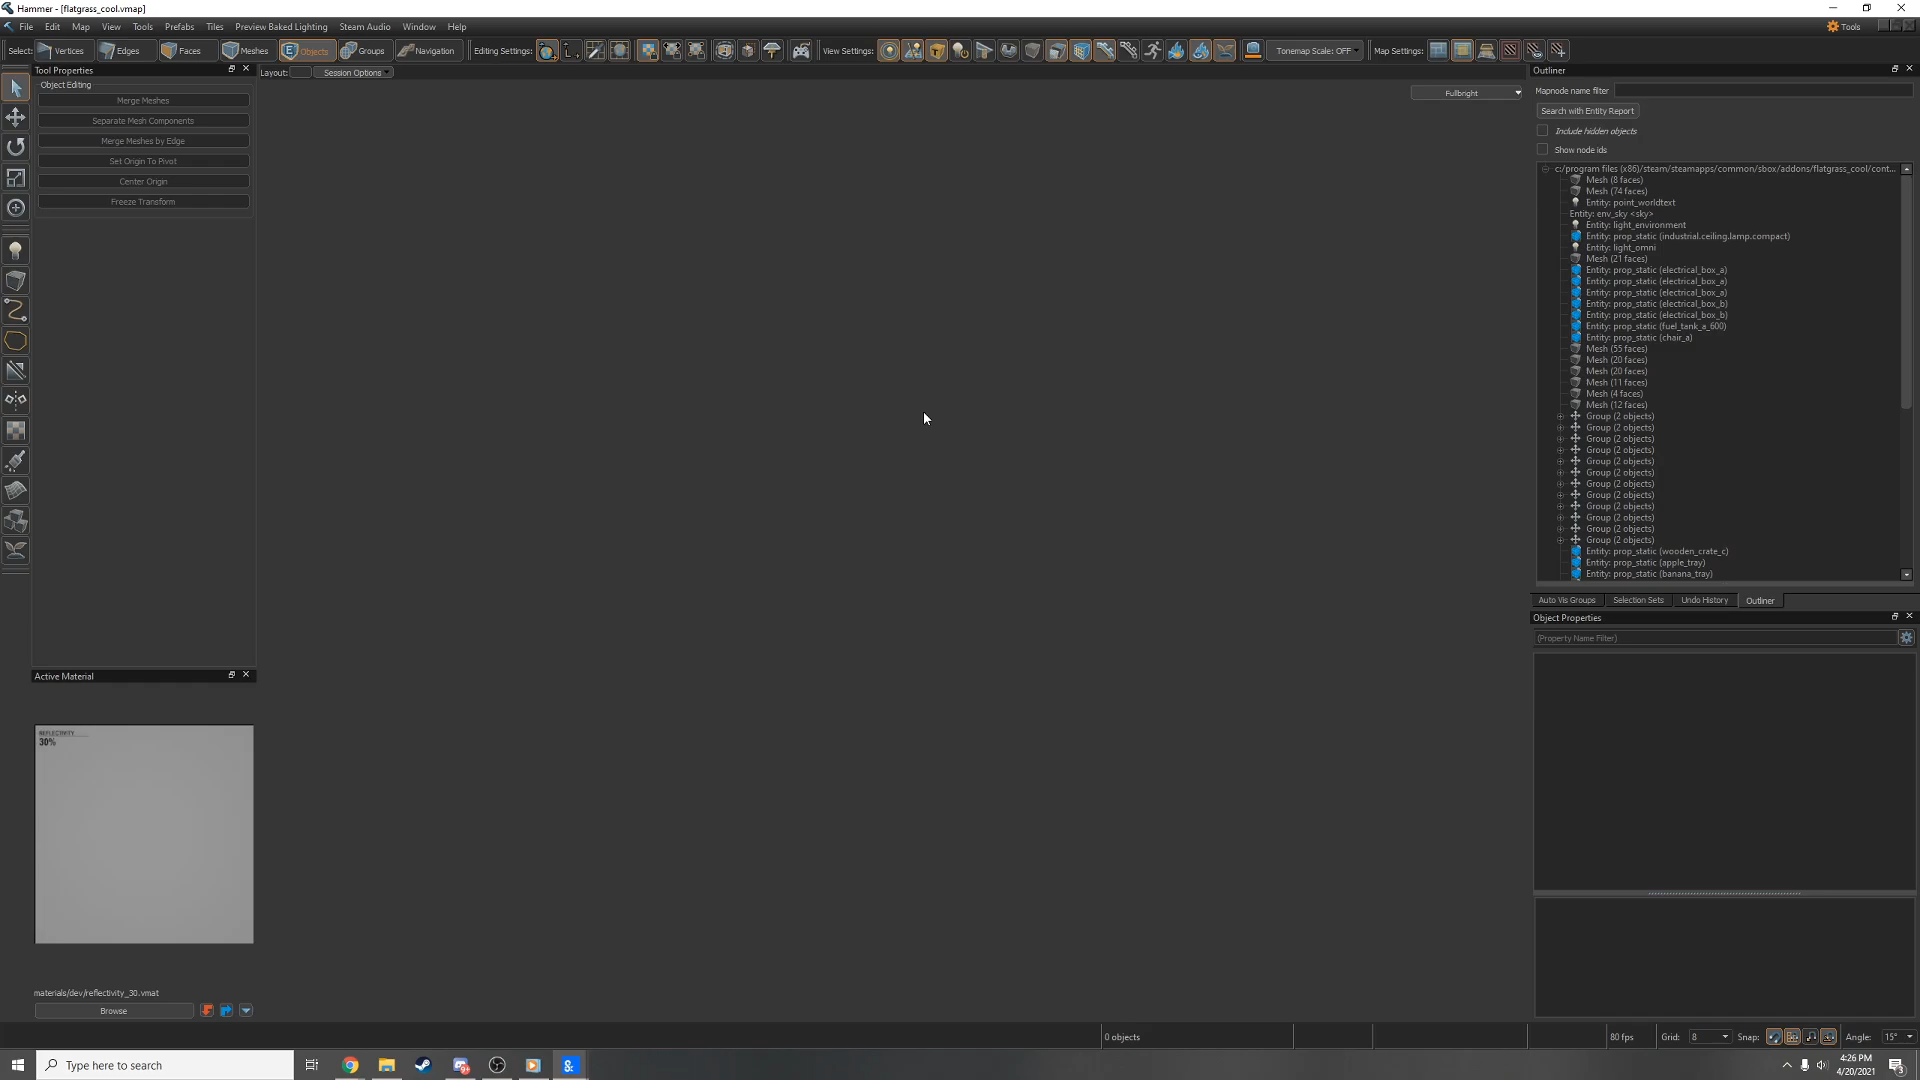 Hammer - [flatgrass_cool.vmap]
File Edit Map View Tools Prefabs Tiles Preview Baked Lighting Steam Audio Window Help
Tools
Select: Vertices Edges Faces Meshes Objects Groups Navigation Editing Settings: View Settings: Tonemap Scale: OFF Map Settings:
Tool Properties
Object Editing
Merge Meshes
Separate Mesh Components
Merge Meshes by Edge
Set Origin To Pivot
Center Origin
Freeze Transform
Layout: Session Options
Fullbright
Outliner
Mapnode name filter
Search with Entity Report
Include hidden objects
Show node ids
c:/program files (x86)/steam/steamapps/common/sbox/addons/flatgrass_cool/cont...
Mesh (8 faces)
Mesh (74 faces)
Entity: point_worldtext
Entity: env_sky <sky>
Entity: light_environment
Entity: prop_static (industrial.ceiling.lamp.compact)
Entity: light_omni
Mesh (21 faces)
Entity: prop_static (electrical_box_a)
Entity: prop_static (electrical_box_a)
Entity: prop_static (electrical_box_a)
Entity: prop_static (electrical_box_b)
Entity: prop_static (electrical_box_b)
Entity: prop_static (fuel_tank_a_600)
Entity: prop_static (chair_a)
Mesh (55 faces)
Mesh (20 faces)
Mesh (20 faces)
Mesh (11 faces)
Mesh (4 faces)
Mesh (12 faces)
Group (2 objects)
Group (2 objects)
Group (2 objects)
Group (2 objects)
Group (2 objects)
Group (2 objects)
Group (2 objects)
Group (2 objects)
Group (2 objects)
Group (2 objects)
Group (2 objects)
Group (2 objects)
Entity: prop_static (wooden_crate_c)
Entity: prop_static (apple_tray)
Entity: prop_static (banana_tray)
Auto Vis Groups Selection Sets Undo History Outliner
Object Properties
(Property Name Filter)
Active Material
REFLECTIVITY
30%
materials/dev/reflectivity_30.vmat
Browse
0 objects
80 fps
Grid: 8
Snap:
Angle: 15°
Type here to search
4:26 PM
4/20/2021